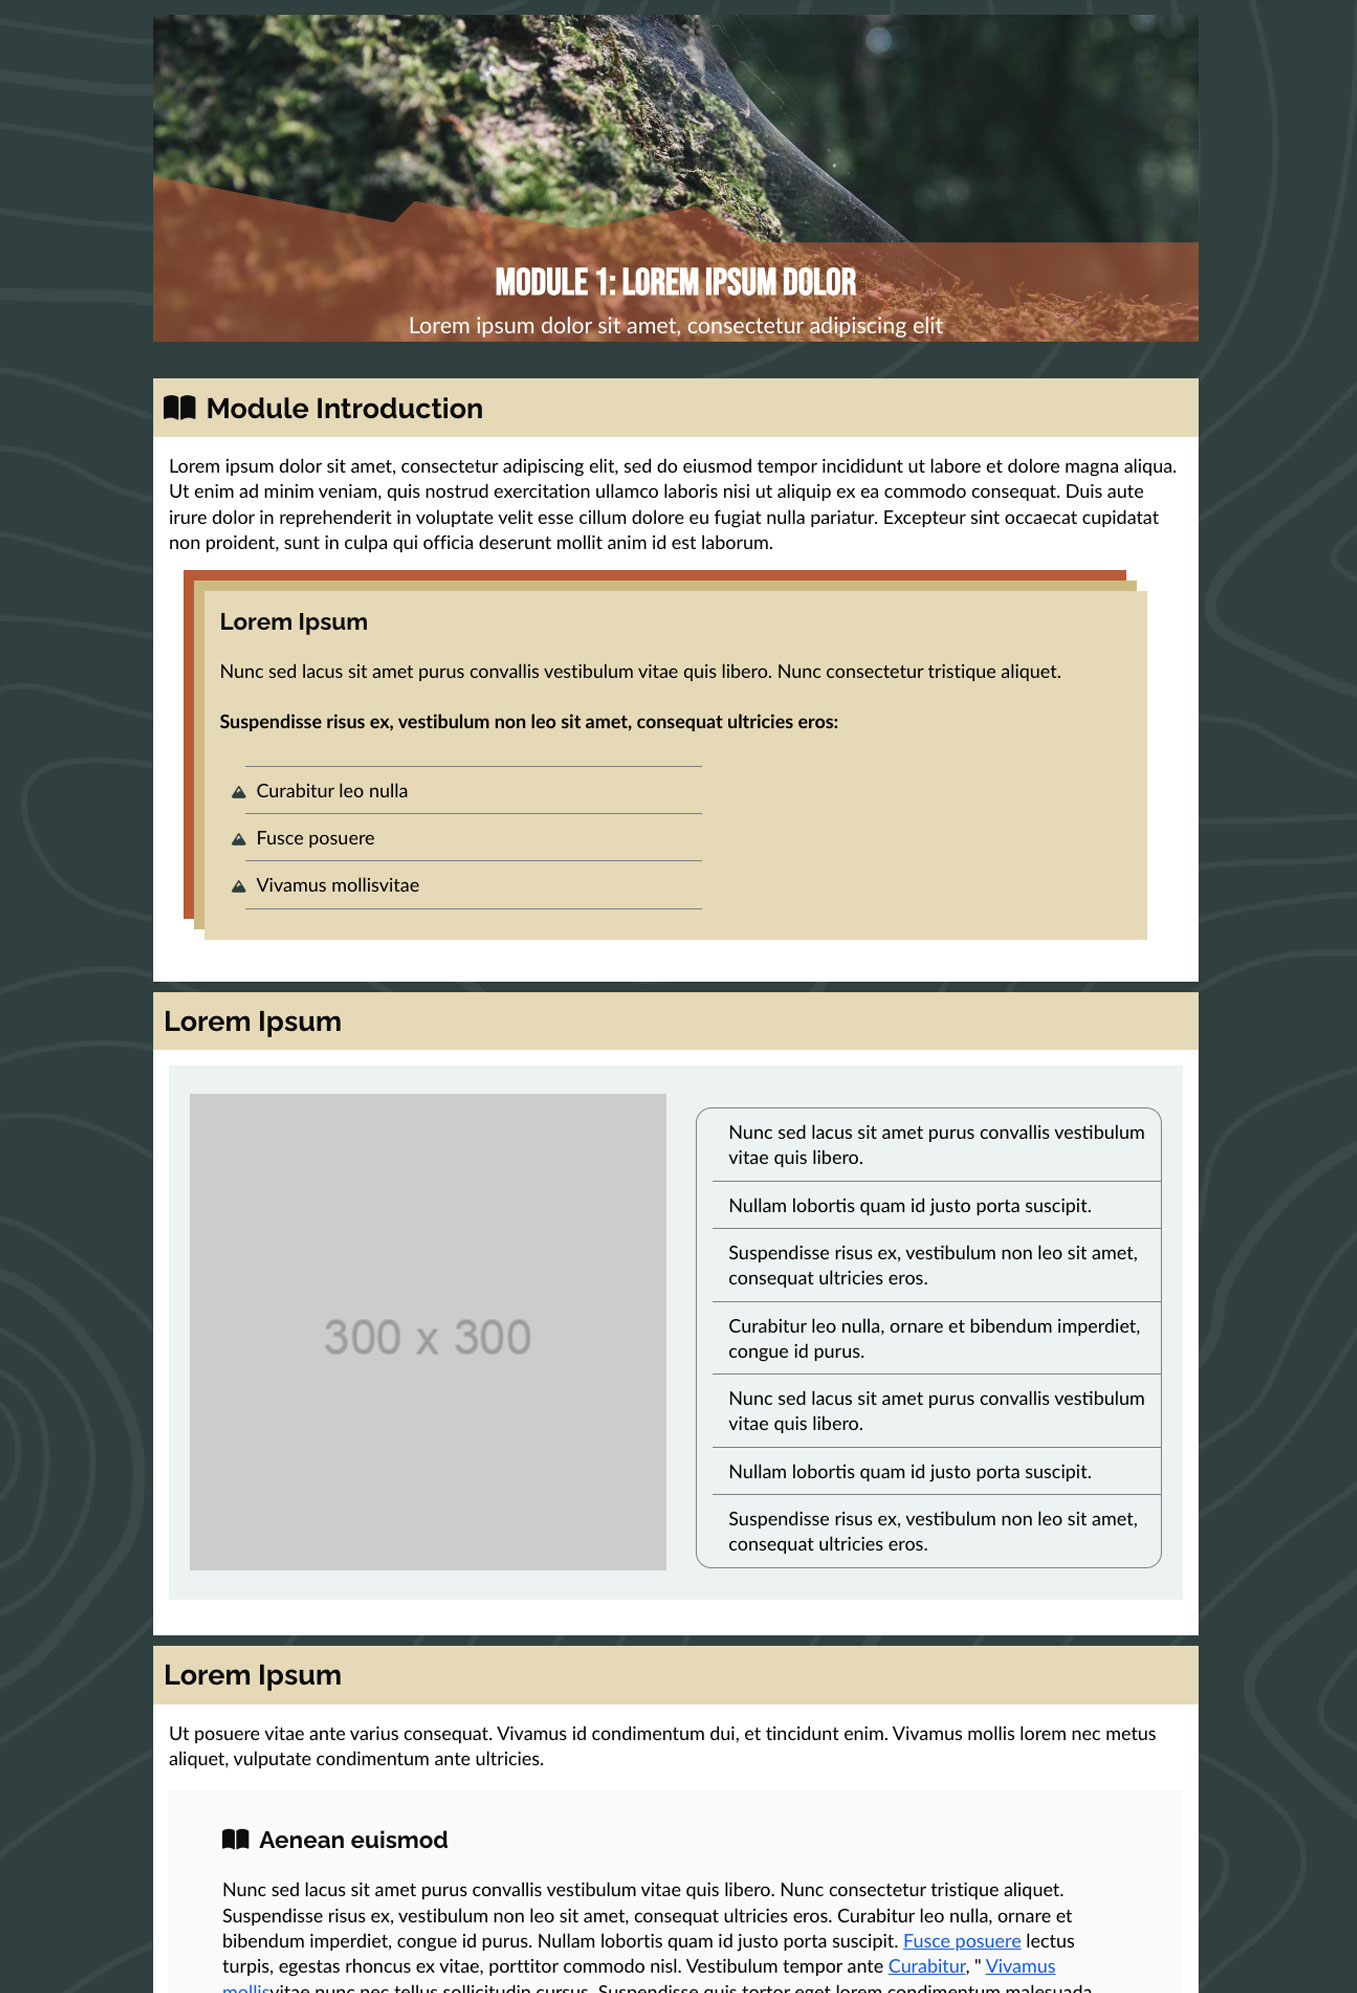 MODULE 1: LOREM IPSUM DOLOR
Lorem ipsum dolor sit amet, consectetur adipiscing elit
Module Introduction
Lorem ipsum dolor sit amet, consectetur adipiscing elit, sed do eiusmod tempor incididunt ut labore et dolore magna aliqua.
Ut enim ad minim veniam, quis nostrud exercitation ullamco laboris nisi ut aliquip ex ea commodo consequat. Duis aute
irure dolor in reprehenderit in voluptate velit esse cillum dolore eu fugiat nulla pariatur. Excepteur sint occaecat cupidatat
non proident, sunt in culpa qui officia deserunt mollit anim id est laborum.
Lorem Ipsum
Nunc sed lacus sit amet purus convallis vestibulum vitae quis libero. Nunc consectetur tristique aliquet.
Suspendisse risus ex, vestibulum non leo sit amet, consequat ultricies eros:
Curabitur leo nulla
Fusce posuere
Vivamus mollisvitae
Lorem Ipsum
300 x 300
Nunc sed lacus sit amet purus convallis vestibulum
vitae quis libero.
Nullam lobortis quam id justo porta suscipit.
Suspendisse risus ex, vestibulum non leo sit amet,
consequat ultricies eros.
Curabitur leo nulla, ornare et bibendum imperdiet,
congue id purus.
Nunc sed lacus sit amet purus convallis vestibulum
vitae quis libero.
Nullam lobortis quam id justo porta suscipit.
Suspendisse risus ex, vestibulum non leo sit amet,
consequat ultricies eros.
Lorem Ipsum
Ut posuere vitae ante varius consequat. Vivamus id condimentum dui, et tincidunt enim. Vivamus mollis lorem nec metus
aliquet, vulputate condimentum ante ultricies.
Aenean euismod
Nunc sed lacus sit amet purus convallis vestibulum vitae quis libero. Nunc consectetur tristique aliquet.
Suspendisse risus ex, vestibulum non leo sit amet, consequat ultricies eros. Curabitur leo nulla, ornare et
bibendum imperdiet, congue id purus. Nullam lobortis quam id justo porta suscipit. Fusce posuere lectus
turpis, egestas rhoncus ex vitae, porttitor commodo nisl. Vestibulum tempor ante Curabitur, " Vivamus
mollisvitae nunc nec tellus sollicitudin cursus. Suspendisse quis tortor eget lorem condimentum malesuada